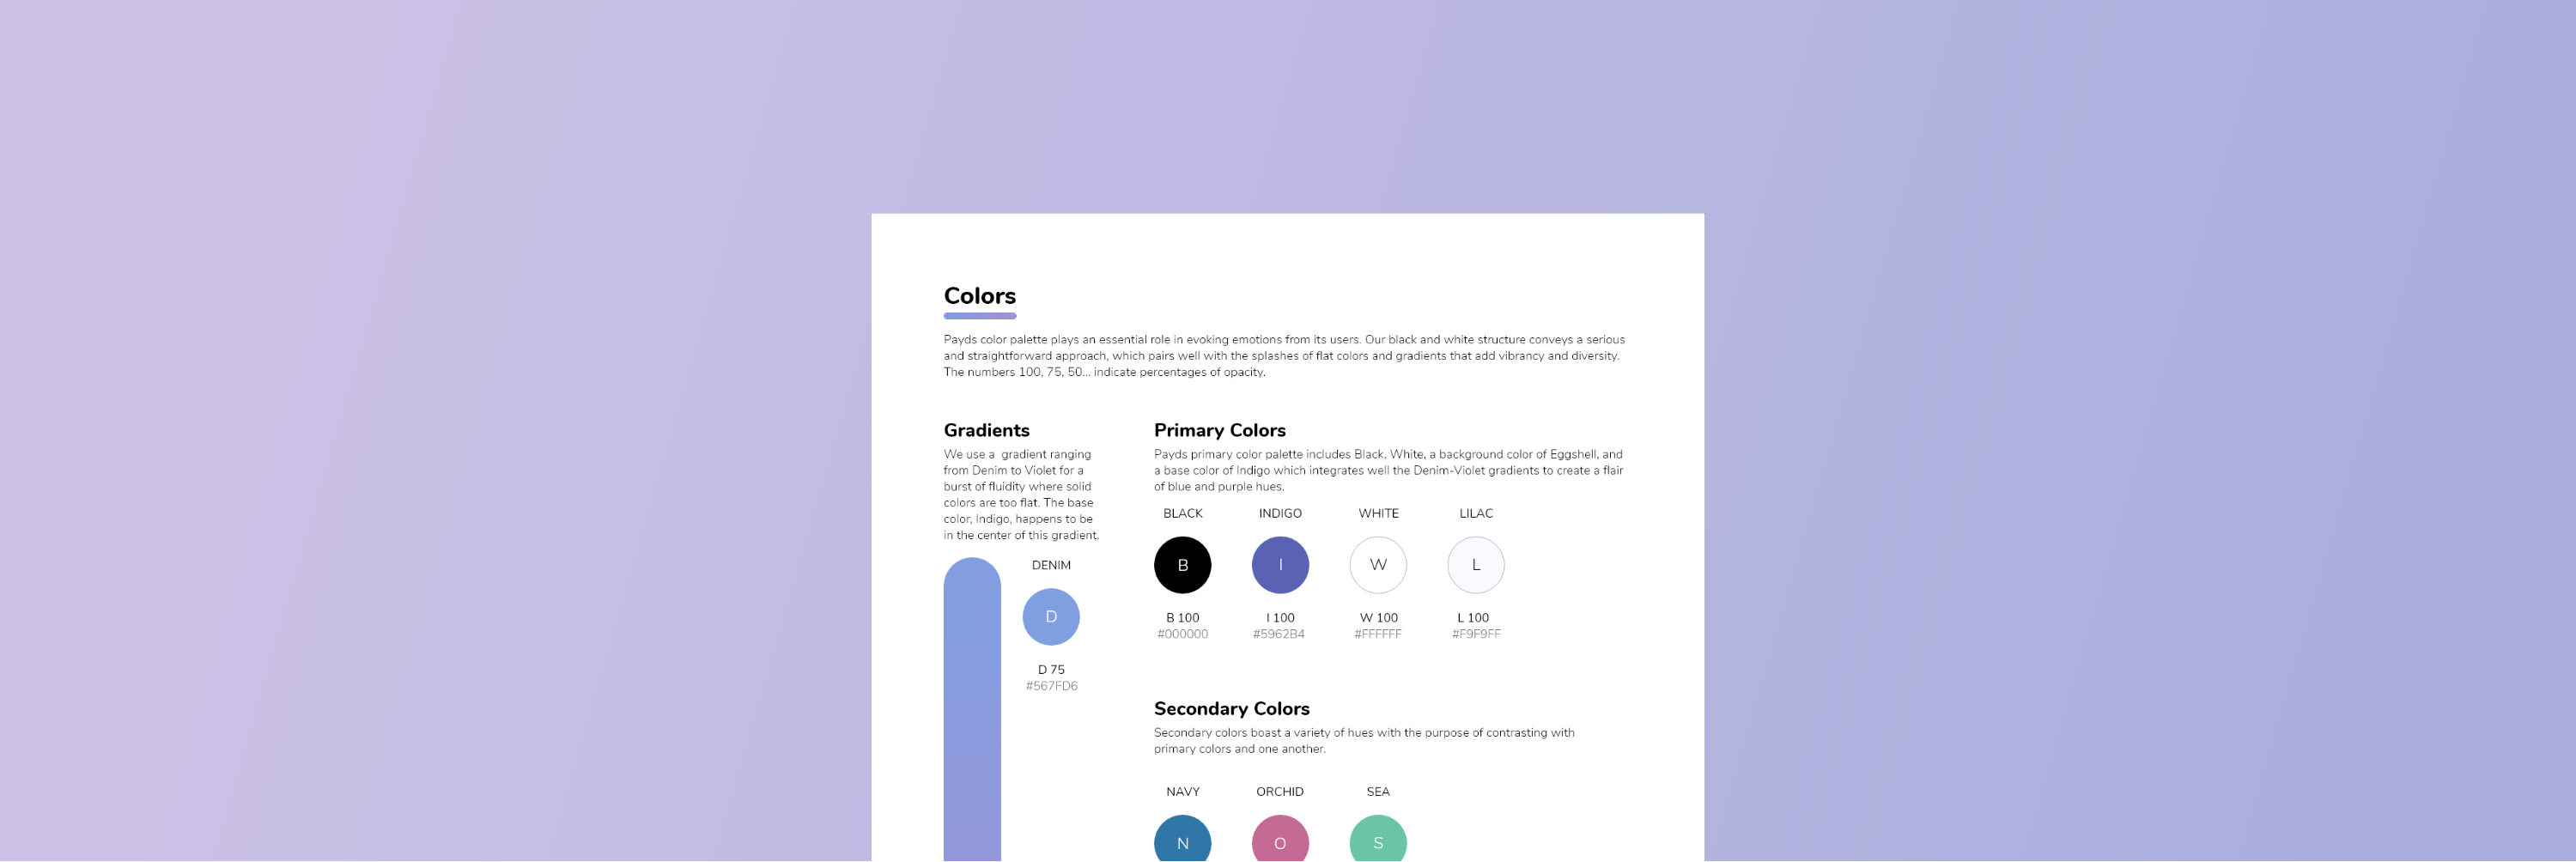 Colors
Payds color palette plays an essential role in evoking emotions from its users. Our black and white structure conveys a serious
and straightforward approach, which pairs well with the splashes of flat colors and gradients that add vibrancy and diversity.
The numbers 100, 75, 50... indicate percentages of opacity.
Gradients
We use a  gradient ranging
from Denim to Violet for a
burst of fluidity where solid
colors are too flat. The base
color, Indigo, happens to be
in the center of this gradient.
DENIM
D
D 75
#567FD6
Primary Colors
Payds primary color palette includes Black, White, a background color of Eggshell, and
a base color of Indigo which integrates well the Denim-Violet gradients to create a flair
of blue and purple hues.
BLACK INDIGO WHITE LILAC
B I W L
B 100 I 100 W 100 L 100
#000000 #5962B4 #FFFFFF #F9F9FF
Secondary Colors
Secondary colors boast a variety of hues with the purpose of contrasting with
primary colors and one another.
NAVY ORCHID SEA
N O S